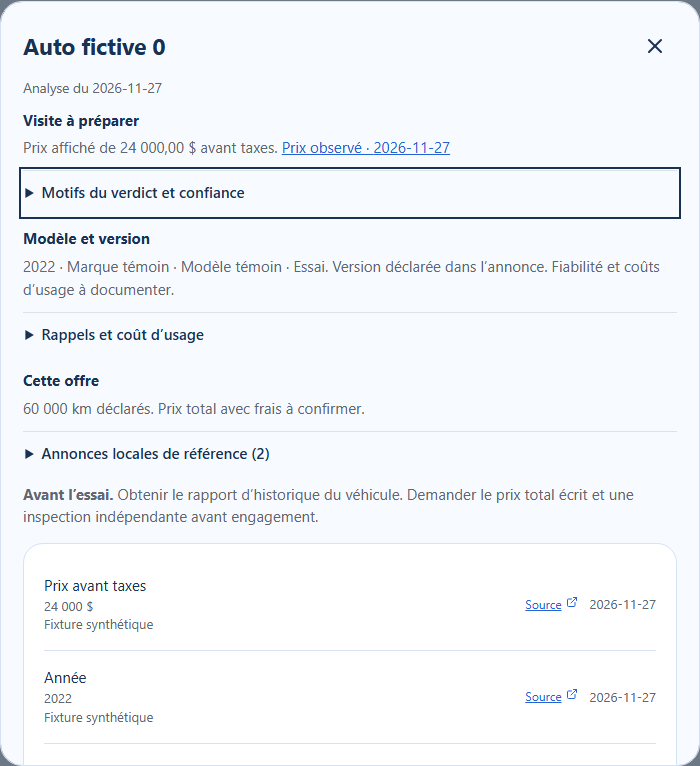 Auto fictive 0
Analyse du 2026-11-27
Visite à préparer
Prix affiché de 24 000,00 $ avant taxes. Prix observé · 2026-11-27
Motifs du verdict et confiance
Modèle et version
2022 · Marque témoin · Modèle témoin · Essai. Version déclarée dans l’annonce. Fiabilité et coûts
d’usage à documenter.
Rappels et coût d’usage
Cette offre
60 000 km déclarés. Prix total avec frais à confirmer.
Annonces locales de référence (2)
Avant l’essai. Obtenir le rapport d’historique du véhicule. Demander le prix total écrit et une
inspection indépendante avant engagement.
Prix avant taxes
24 000 $
Fixture synthétique
Source 2026-11-27
Année
2022
Fixture synthétique
Source 2026-11-27